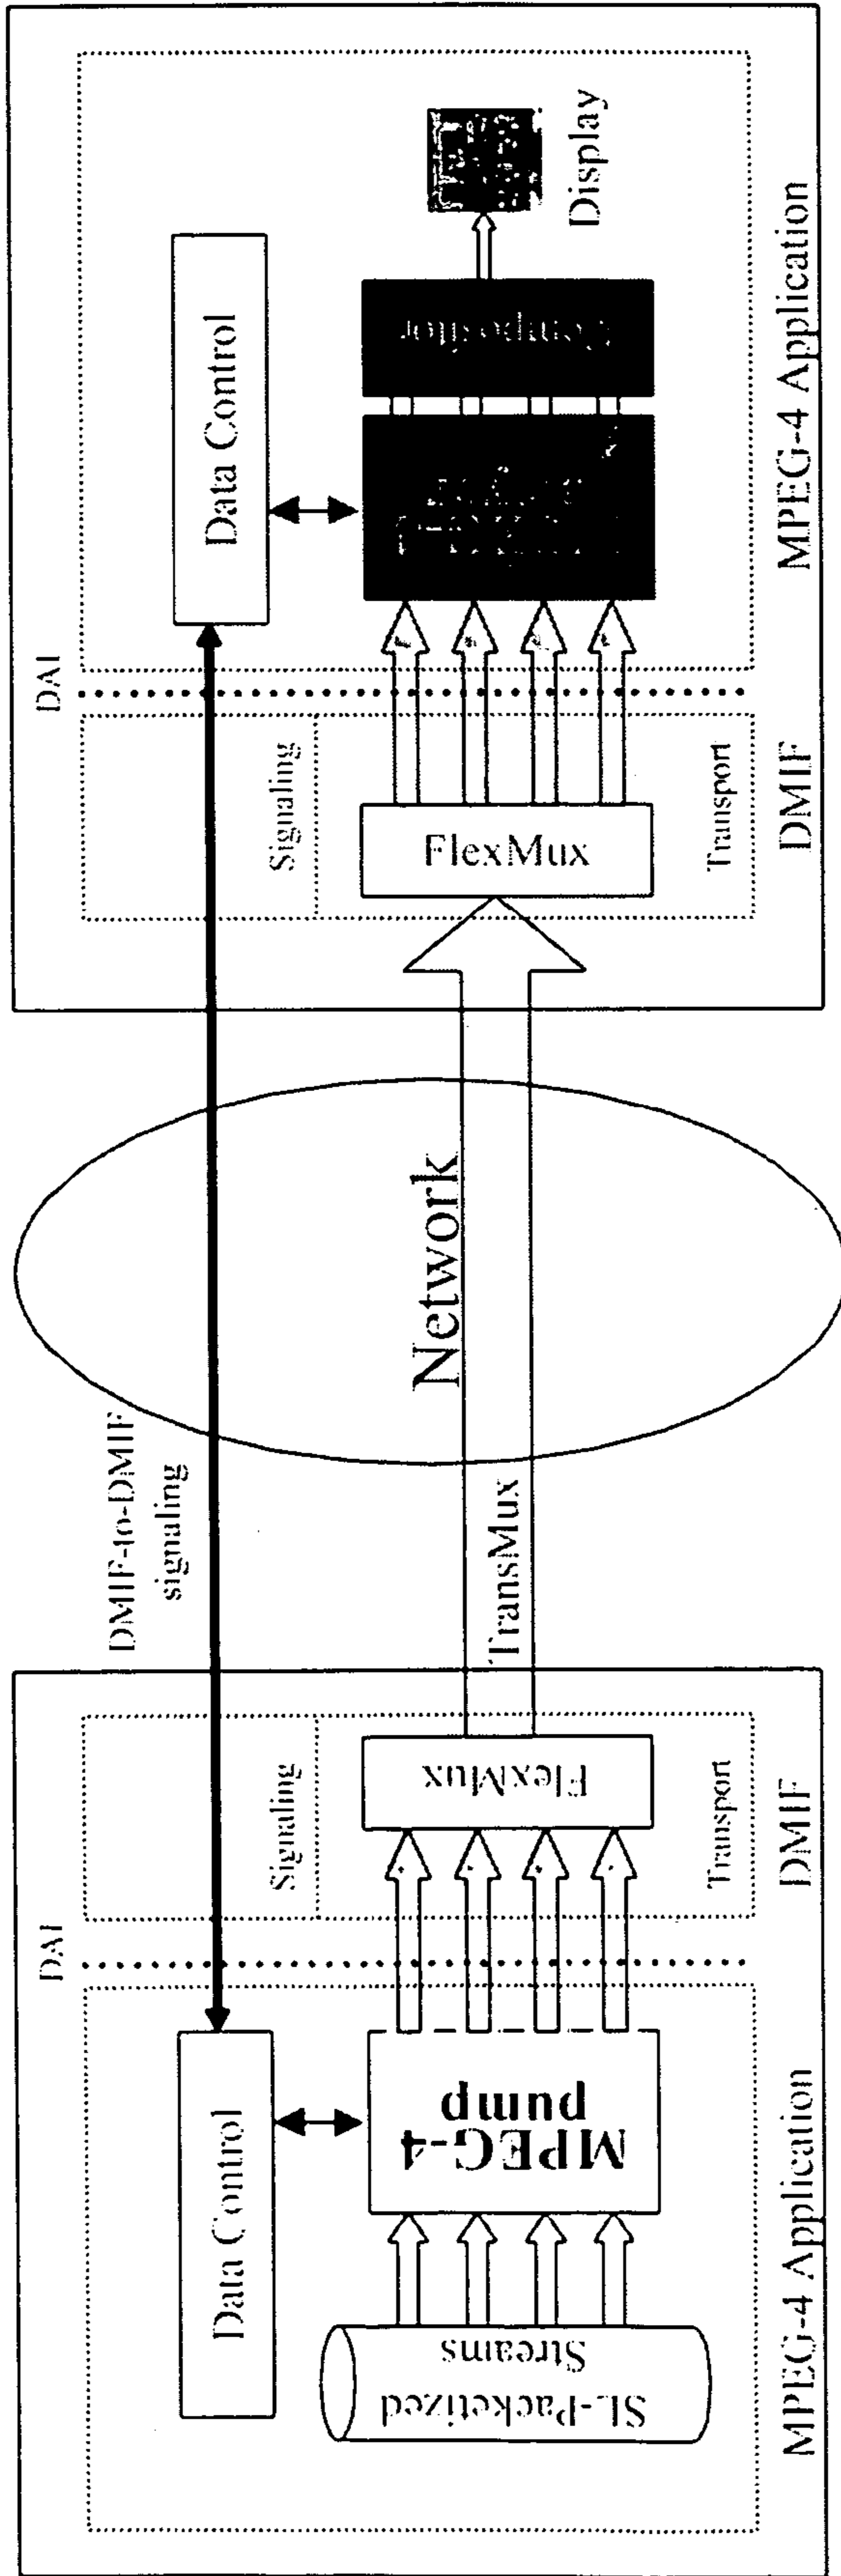 DAI
DMIF-to-DMIF
signaling
DAI
Data Control
Signaling
Signaling
Data Control
SL-Packetized
Streams
MPEG-4
pump
FlexMux
TransMux
Network
FlexMux
Compositor
Display
Transport
Transport
MPEG-4 Application
DMIF
DMIF
MPEG-4 Application